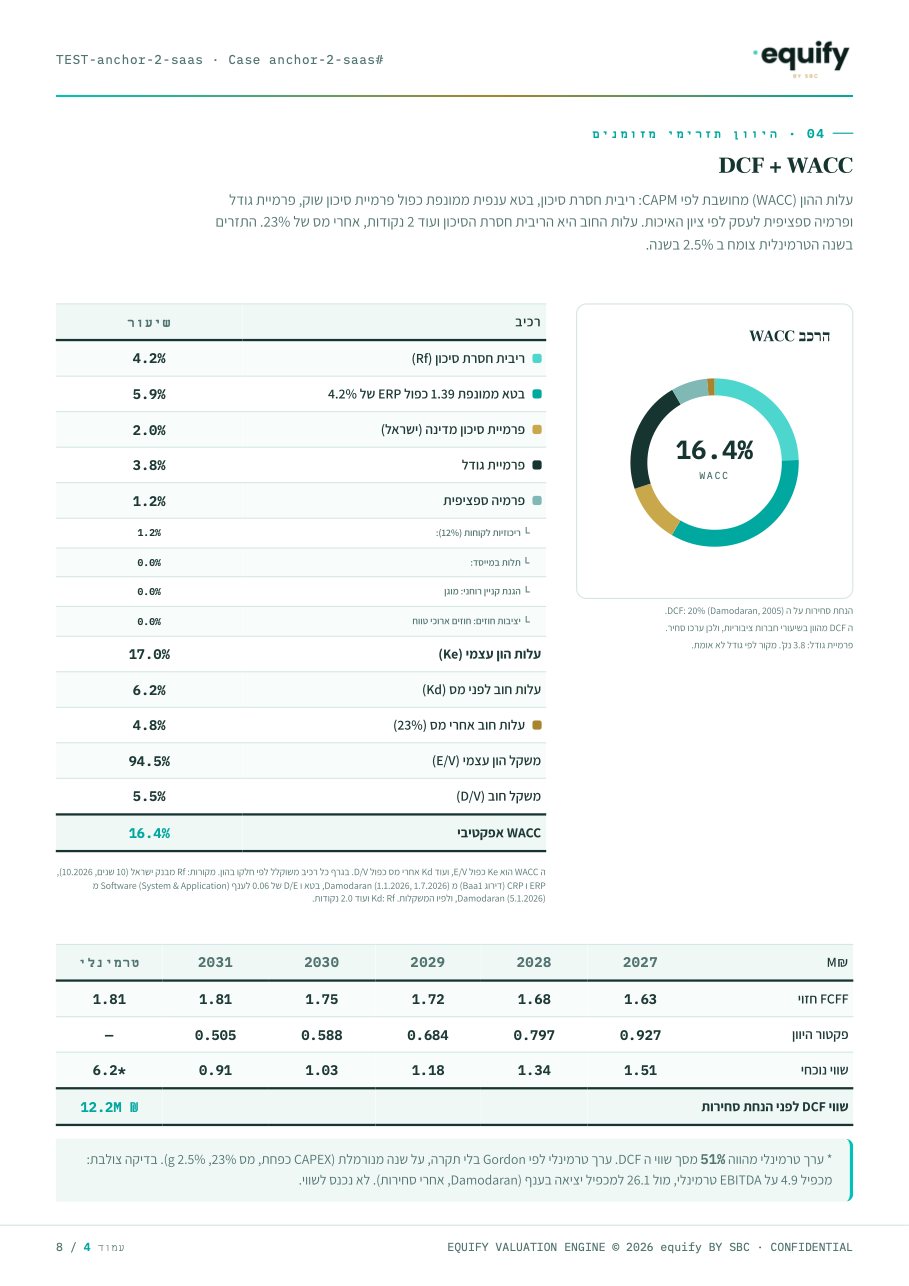 TEST-anchor-2-saas · Case anchor-2-saas#
equify
BY SBC
04 · היוון תזרימי מזומנים
DCF + WACC
עלות ההון (WACC) מחושבת לפי CAPM: ריבית חסרת סיכון, בטא ענפית ממונפת כפול פרמיית סיכון שוק, פרמיית גודל
ופרמיה ספציפית לעסק לפי ציון האיכות. עלות החוב היא הריבית חסרת הסיכון ועוד 2 נקודות, אחרי מס של 23%. התזרים
בשנה הטרמינלית צומח ב 2.5% בשנה.
הרכב WACC
16.4%
WACC
הנחת סחירות על ה DCF: 20% (Damodaran, 2005).
ה DCF מהוון בשיעורי חברות ציבוריות, ולכן ערכו סחיר.
פרמיית גודל: 3.8 נק'. מקור לפי גודל לא אומת.
רכיב שיעור
ריבית חסרת סיכון (Rf) 4.2%
בטא ממונפת 1.39 כפול ERP של 4.2% 5.9%
פרמיית סיכון מדינה (ישראל) 2.0%
פרמיית גודל 3.8%
פרמיה ספציפית 1.2%
└ ריכוזיות לקוחות (12%): 1.2%
└ תלות במייסד: 0.0%
└ הגנת קניין רוחני: מוגן 0.0%
└ יציבות חוזים: חוזים ארוכי טווח 0.0%
עלות הון עצמי (Ke) 17.0%
עלות חוב לפני מס (Kd) 6.2%
עלות חוב אחרי מס (23%) 4.8%
משקל הון עצמי (E/V) 94.5%
משקל חוב (D/V) 5.5%
WACC אפקטיבי 16.4%
ה WACC הוא Ke כפול E/V, ועוד Kd אחרי מס כפול D/V. בגרף כל רכיב משוקלל לפי חלקו בהון. מקורות: Rf מבנק ישראל (10 שנים, 10.2026),
ERP ו CRP (דירוג Baa1) מ Damodaran (1.1.2026, 1.7.2026), בטא ו D/E של 0.06 לענף Software (System & Application) מ
Damodaran (5.1.2026), ולפיו המשקלות. Kd: Rf ועוד 2.0 נקודות.
₪M 2027 2028 2029 2030 2031 טרמינלי
FCFF חזוי 1.63 1.68 1.72 1.75 1.81 1.81
פקטור היוון 0.927 0.797 0.684 0.588 0.505 —
שווי נוכחי 1.51 1.34 1.18 1.03 0.91 6.2*
שווי DCF לפני הנחת סחירות ₪ 12.2M
* ערך טרמינלי מהווה 51% מסך שווי ה DCF. ערך טרמינלי לפי Gordon בלי תקרה, על שנה מנורמלת (CAPEX כפחת, מס 23%, g 2.5%). בדיקה צולבת:
מכפיל 4.9 על EBITDA טרמינלי, מול 26.1 למכפיל יציאה בענף (Damodaran, אחרי סחירות). לא נכנס לשווי.
EQUIFY VALUATION ENGINE © 2026 equify BY SBC · CONFIDENTIAL
עמוד 4 / 8